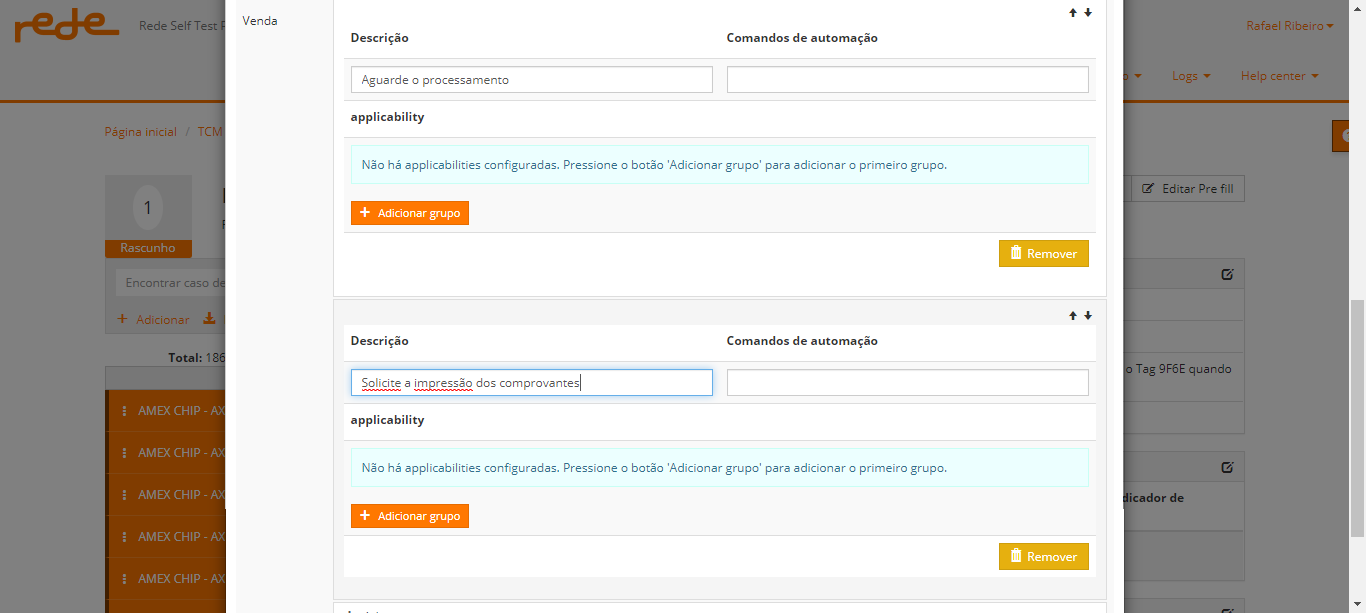 rede
Rede Self Test
Rafael Ribeiro
Logs
Help center
Página inicial / TCM
Editar Pre fill
1
Rascunho
Encontrar caso de
Adicionar
Total: 186
AMEX CHIP - AX
AMEX CHIP - AX
AMEX CHIP - AX
AMEX CHIP - AX
AMEX CHIP - AX
Venda
Descrição
Comandos de automação
Aguarde o processamento
applicability
Não há applicabilities configuradas. Pressione o botão 'Adicionar grupo' para adicionar o primeiro grupo.
+ Adicionar grupo
Remover
Descrição
Comandos de automação
Solicite a impressão dos comprovantes
applicability
Não há applicabilities configuradas. Pressione o botão 'Adicionar grupo' para adicionar o primeiro grupo.
+ Adicionar grupo
Remover
o Tag 9F6E quando
dicador de